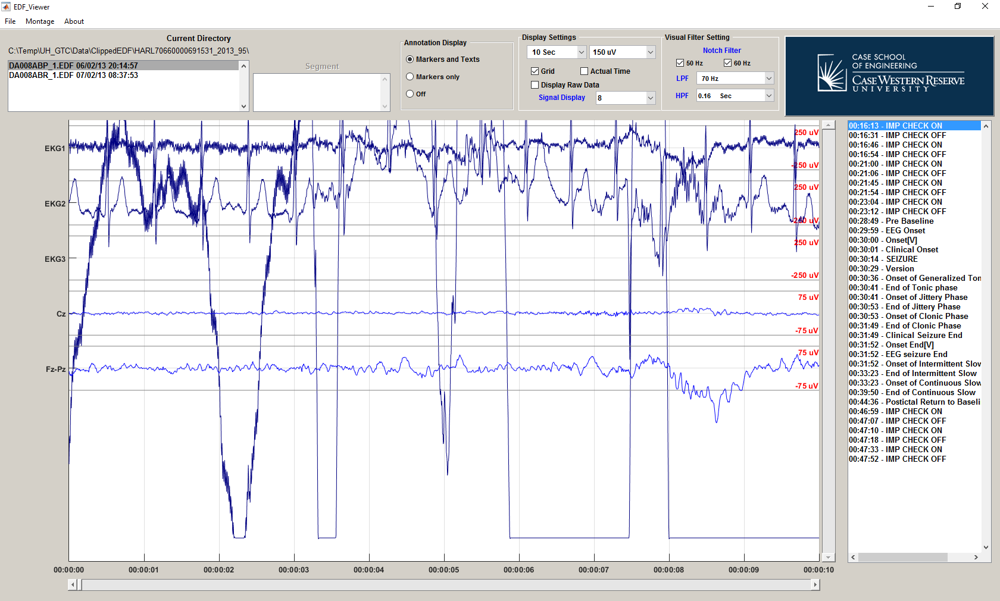 EDF_Viewer
File Montage About
Current Directory
C:\Temp\UH_GTC\Data\ClippedEDF\HARL70660000691531_2013_95\
DA008ABP_1.EDF 06/02/13 20:14:57
DA008ABR_1.EDF 07/02/13 08:37:53
Segment
Annotation Display
Markers and Texts
Markers only
Off
Display Settings
10 Sec
150 uV
Grid
Actual Time
Display Raw Data
Signal Display
8
Visual Filter Setting
Notch Filter
50 Hz
60 Hz
LPF
70 Hz
HPF
0.16 Sec
CASE SCHOOL
OF ENGINEERING
CASE WESTERN RESERVE
UNIVERSITY
EKG1
250 uV
-250 uV
EKG2
250 uV
-250 uV
EKG3
250 uV
-250 uV
Cz
75 uV
-75 uV
Fz-Pz
75 uV
-75 uV
00:00:00
00:00:01
00:00:02
00:00:03
00:00:04
00:00:05
00:00:06
00:00:07
00:00:08
00:00:09
00:00:10
00:16:13 - IMP CHECK ON
00:16:31 - IMP CHECK OFF
00:16:46 - IMP CHECK ON
00:16:54 - IMP CHECK OFF
00:21:00 - IMP CHECK ON
00:21:06 - IMP CHECK OFF
00:21:45 - IMP CHECK ON
00:21:54 - IMP CHECK OFF
00:23:04 - IMP CHECK ON
00:23:12 - IMP CHECK OFF
00:28:49 - Pre Baseline
00:29:59 - EEG Onset
00:30:00 - Onset[V]
00:30:01 - Clinical Onset
00:30:14 - SEIZURE
00:30:29 - Version
00:30:36 - Onset of Generalized Ton
00:30:41 - End of Tonic phase
00:30:41 - Onset of Jittery Phase
00:30:53 - End of Jittery Phase
00:30:53 - Onset of Clonic Phase
00:31:49 - End of Clonic Phase
00:31:49 - Clinical Seizure End
00:31:52 - Onset End[V]
00:31:52 - EEG seizure End
00:31:52 - Onset of Intermittent Slow
00:33:23 - End of Intermittent Slow
00:33:23 - Onset of Continuous Slow
00:39:50 - End of Continuous Slow
00:44:36 - Postictal Return to Baseli
00:46:59 - IMP CHECK ON
00:47:07 - IMP CHECK OFF
00:47:10 - IMP CHECK ON
00:47:18 - IMP CHECK OFF
00:47:33 - IMP CHECK ON
00:47:52 - IMP CHECK OFF